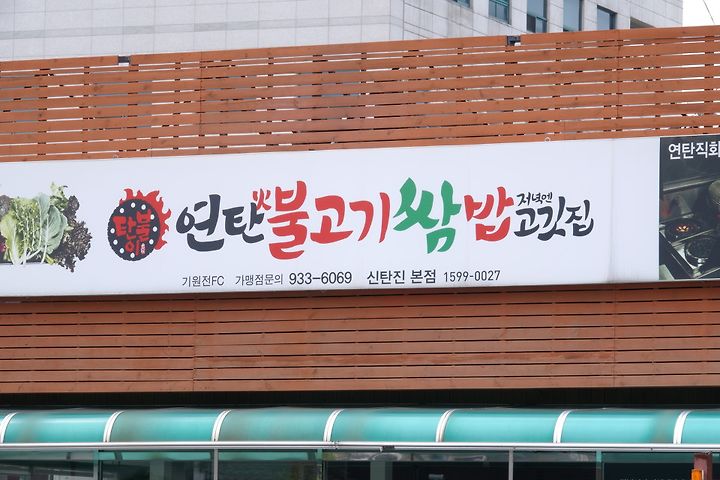 탄불이
연탄火불고기쌈밥 저녁엔 고깃집
기원전FC 가맹점문의 933-6069 신탄진 본점 1599-0027
연탄직화